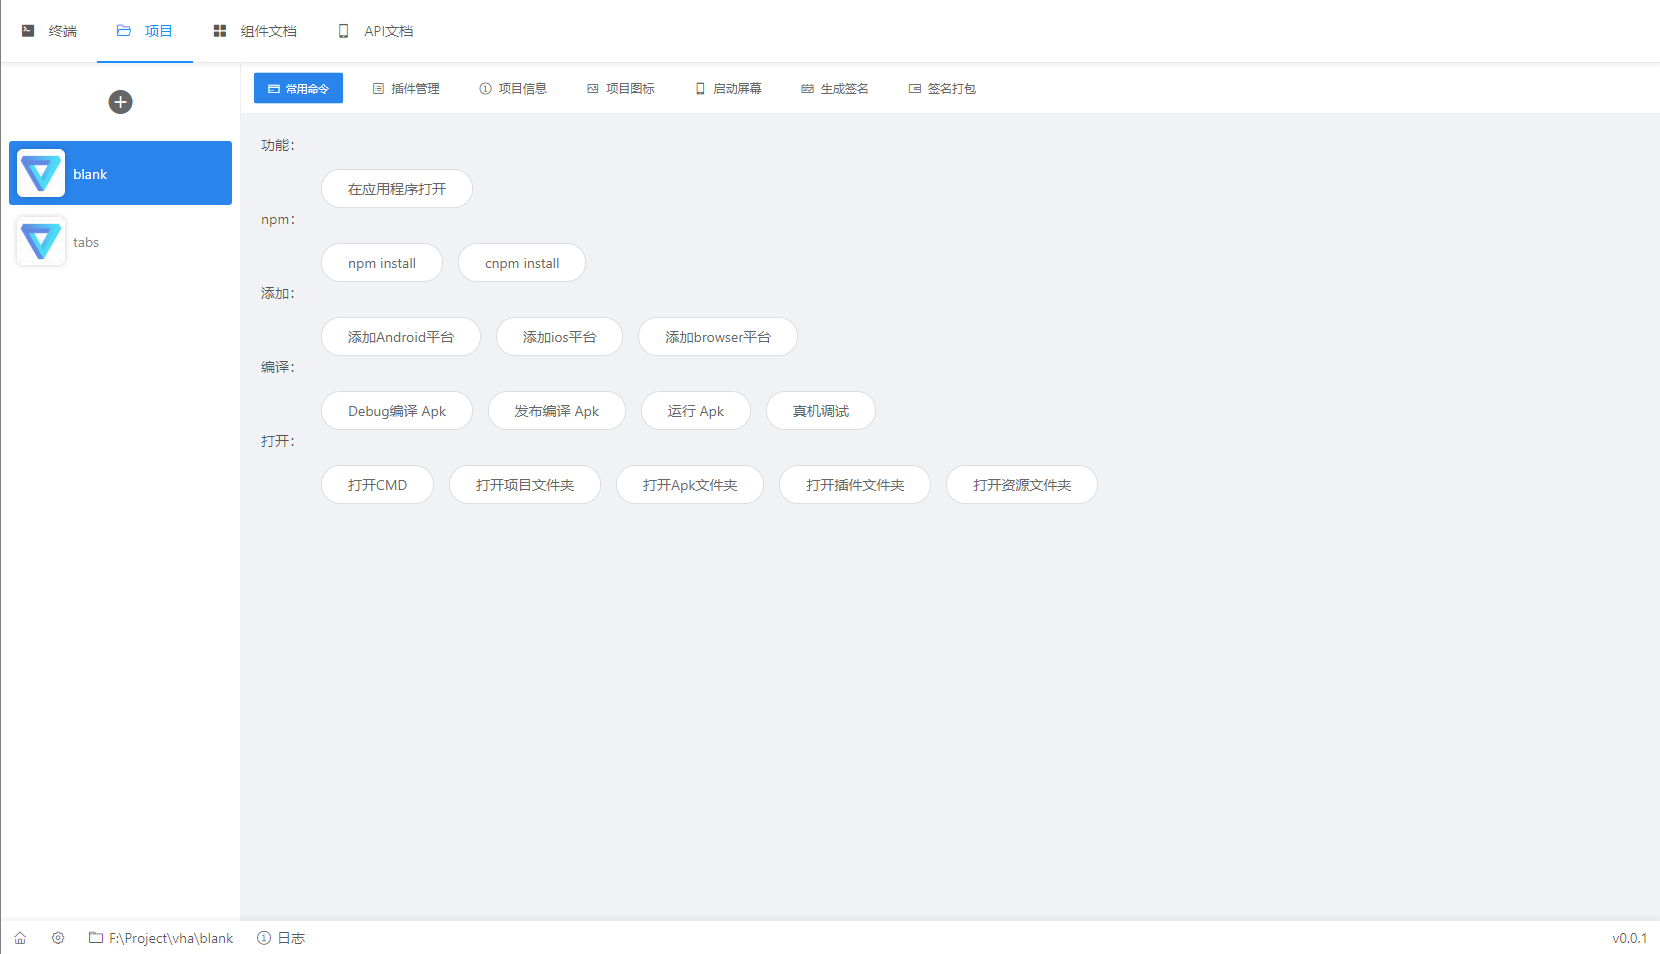 终端 项目 组件文档 API文档
常用命令 插件管理 项目信息 项目图标 启动屏幕 生成签名 签名打包
blank
tabs
功能：
在应用程序打开
npm：
npm install cnpm install
添加：
添加Android平台 添加ios平台 添加browser平台
编译：
Debug编译 Apk 发布编译 Apk 运行 Apk 真机调试
打开：
打开CMD 打开项目文件夹 打开Apk文件夹 打开插件文件夹 打开资源文件夹
F:\Project\vha\blank 日志 v0.0.1